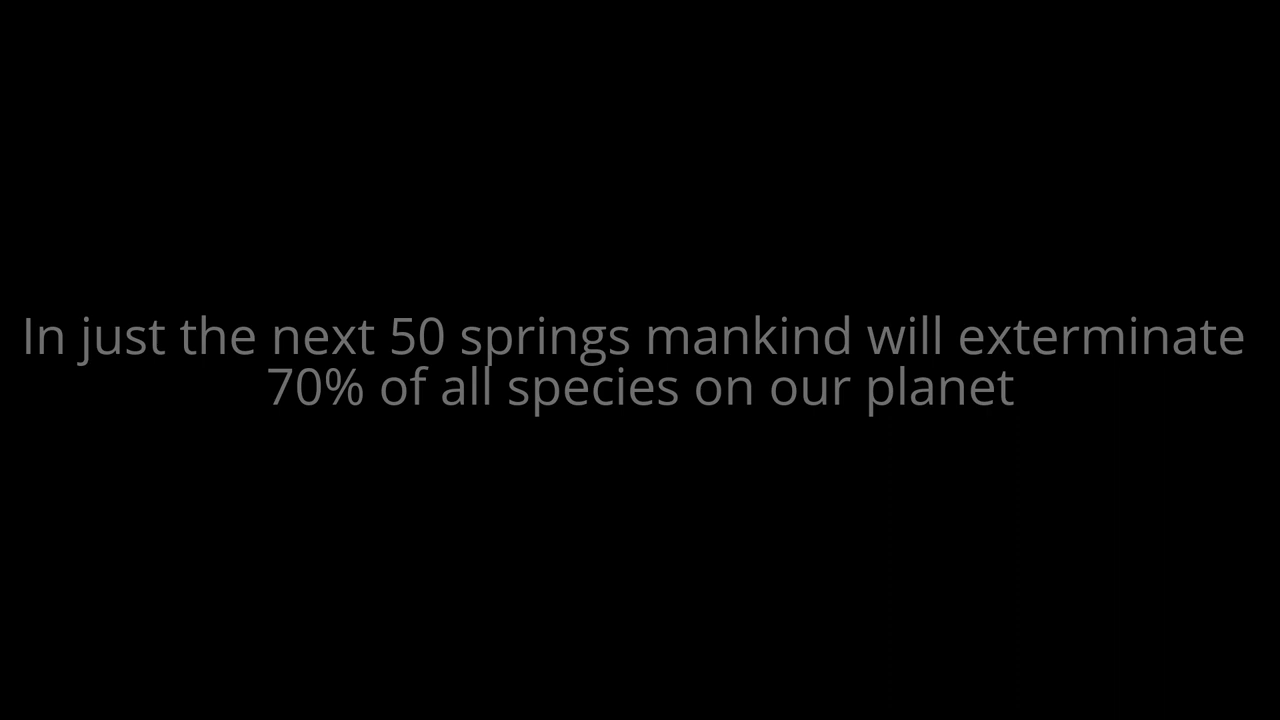 In just the next 50 springs mankind will exterminate
70% of all species on our planet